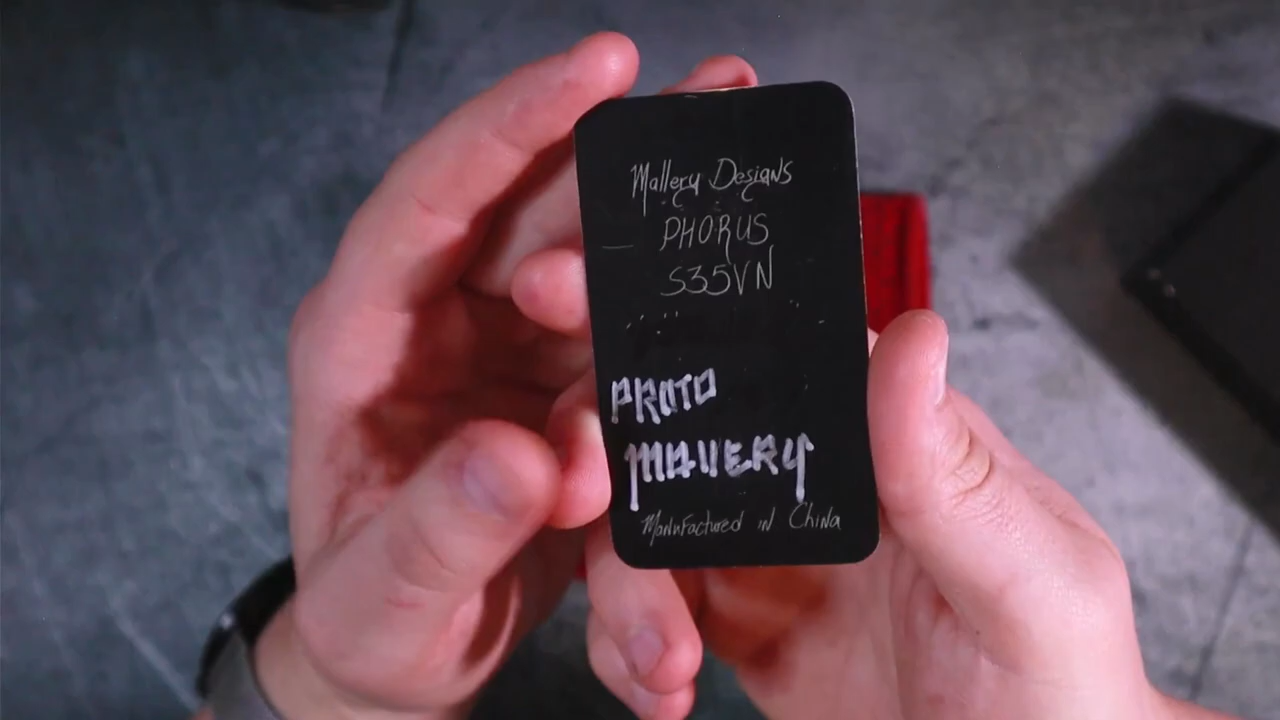 Mallery Designs
PHORUS
S35VN
PROTO
MALLERY
Manufactured in China